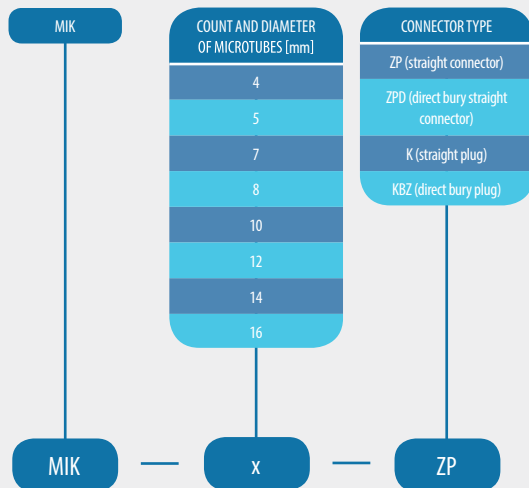 MIK
COUNT AND DIAMETER
OF MICROTUBES [mm]
4
5
7
8
10
12
14
16
CONNECTOR TYPE
ZP (straight connector)
ZPD (direct bury straight
connector)
K (straight plug)
KBZ (direct bury plug)
MIK — x — ZP